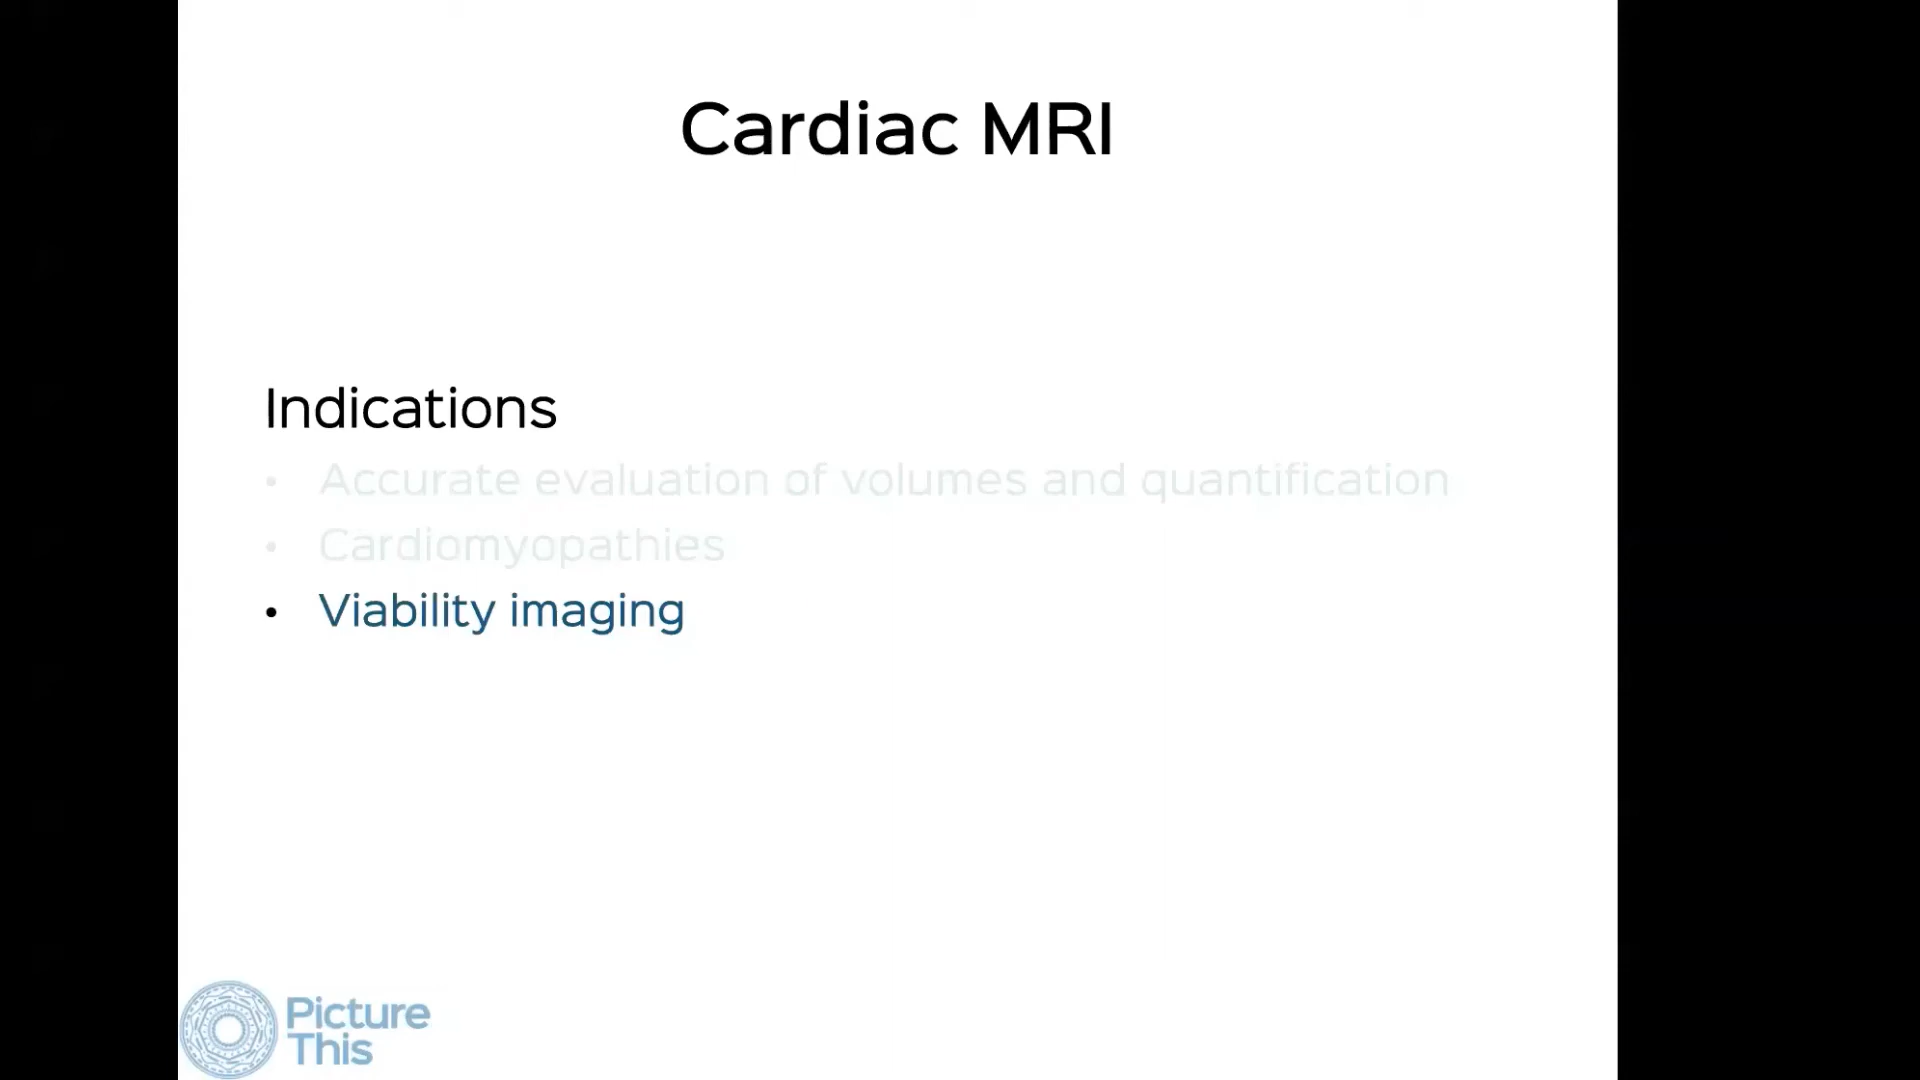 Cardiac MRI
Indications
• Accurate evaluation of volumes and quantification
• Cardiomyopathies
• Viability imaging
Picture
This